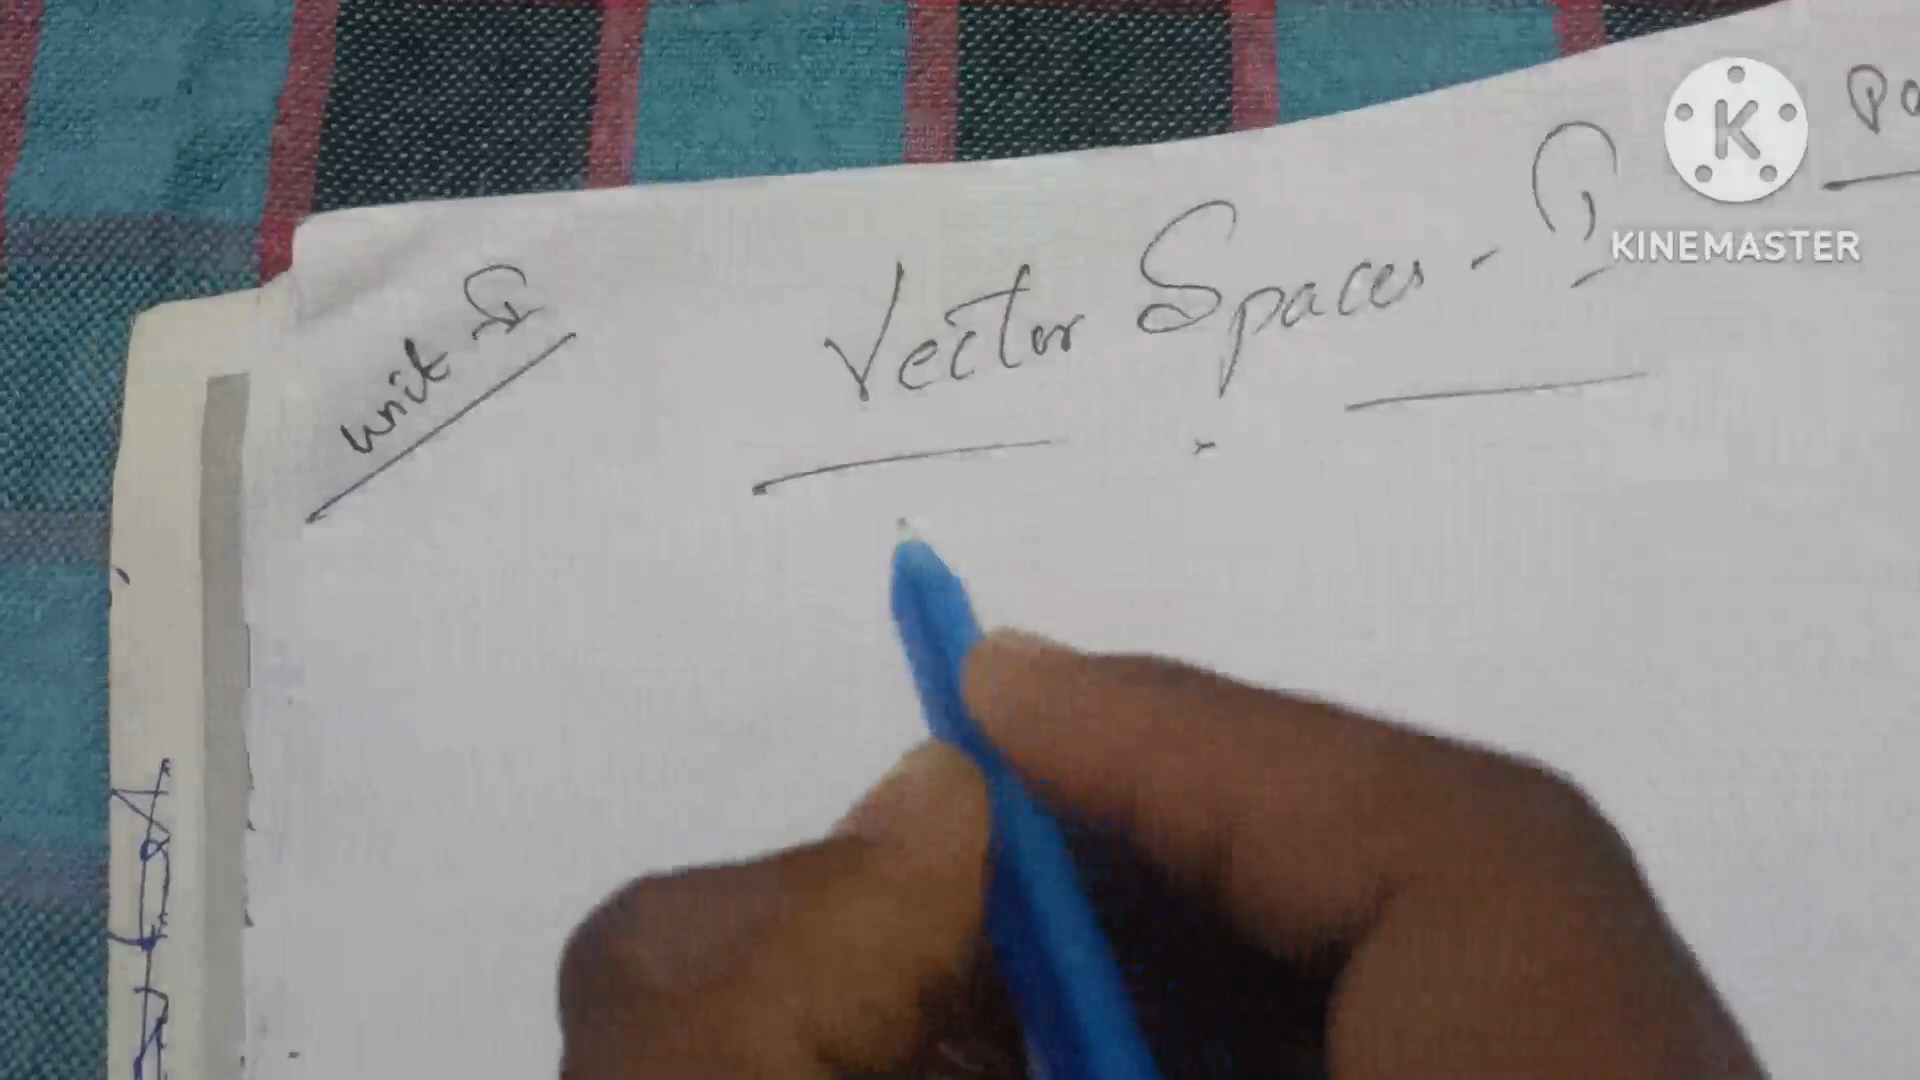 Unit I
Vector Spaces - I
K
KINEMASTER